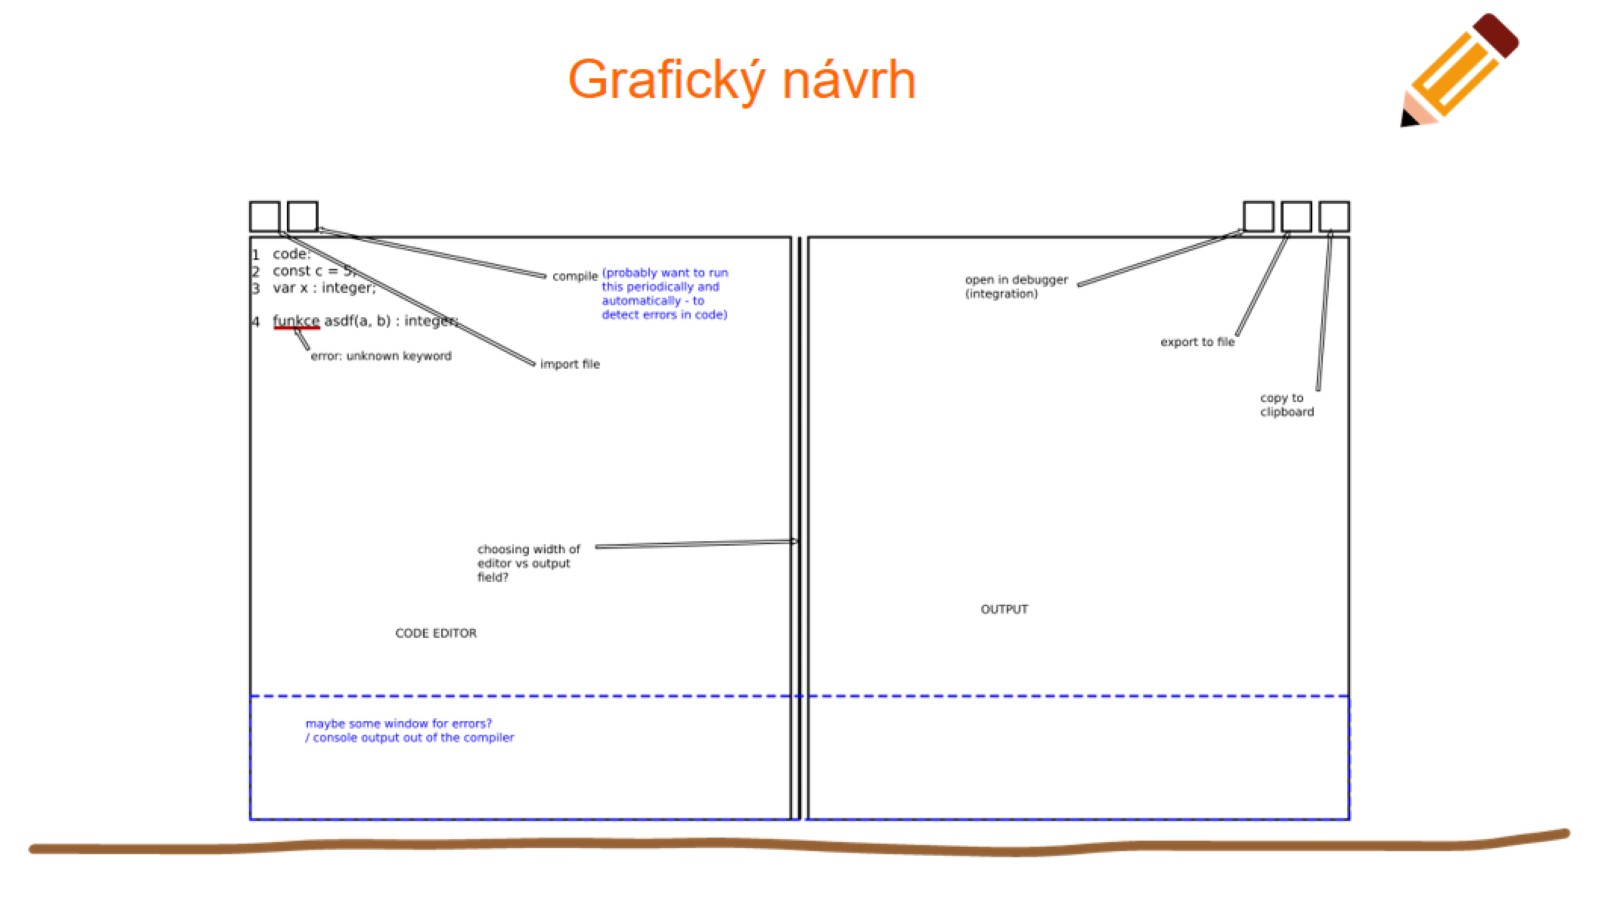 Grafický návrh
1 code:
2 const c = 5;
3 var x : integer;
4 funkce asdf(a, b) : integer;
error: unknown keyword
compile (probably want to run
this periodically and
automatically - to
detect errors in code)
import file
choosing width of
editor vs output
field?
CODE EDITOR
maybe some window for errors?
/ console output out of the compiler
open in debugger
(integration)
export to file
copy to
clipboard
OUTPUT